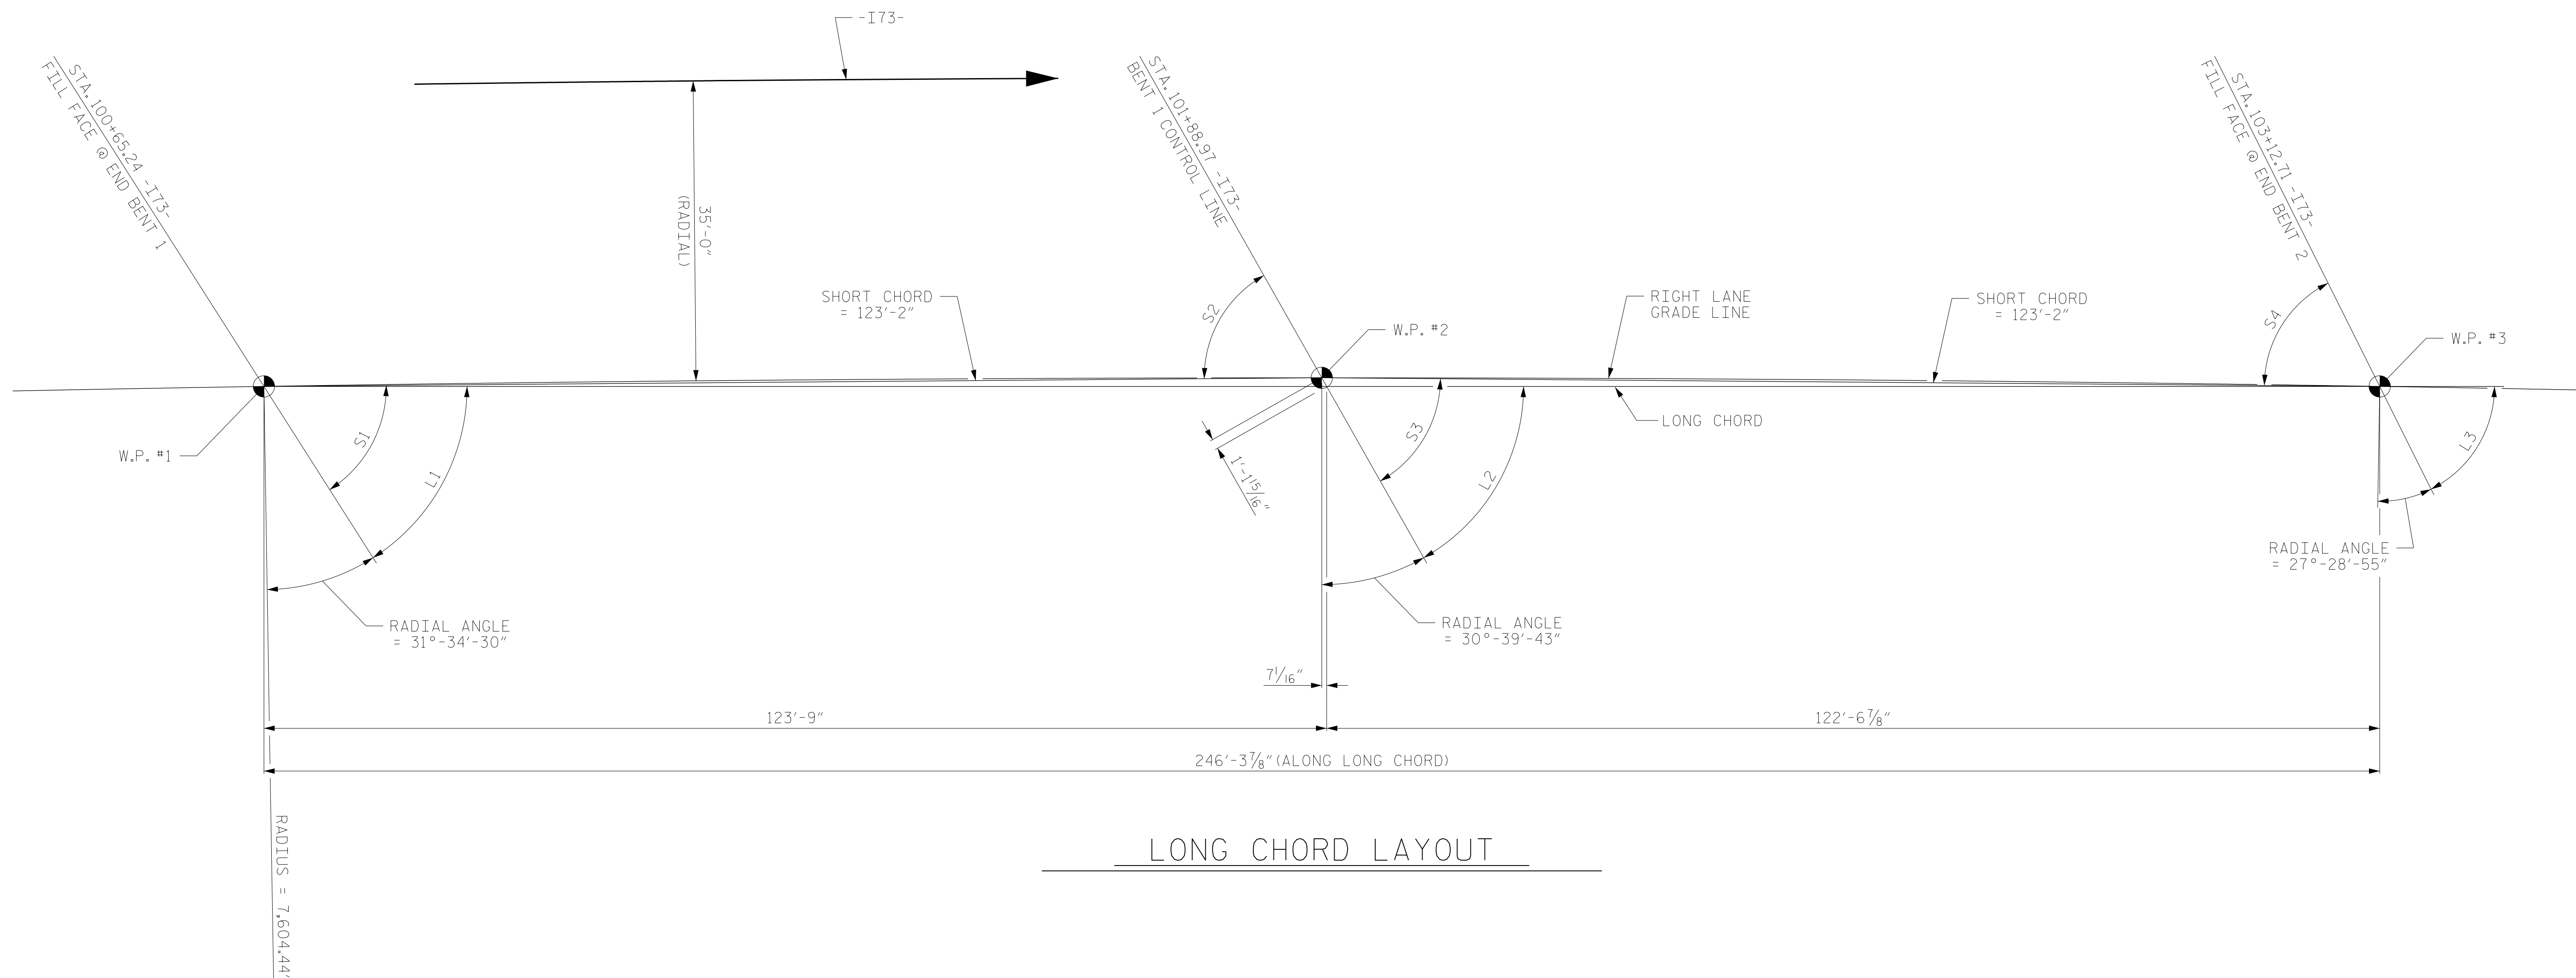 -I73-
STA. 100+65.24 -I73-
FILL FACE @ END BENT 1
STA. 101+88.97 -I73-
BENT 1 CONTROL LINE
STA. 103+12.71 -I73-
FILL FACE @ END BENT 2
35'-0"
(RADIAL)
SHORT CHORD
= 123'-2"
S2
W.P. #2
RIGHT LANE
GRADE LINE
SHORT CHORD
= 123'-2"
S4
W.P. #3
W.P. #1
S1
L1
1'-1 15/16"
S3
L2
LONG CHORD
L3
RADIAL ANGLE
= 31°-34'-30"
RADIAL ANGLE
= 30°-39'-43"
RADIAL ANGLE
= 27°-28'-55"
7 1/16"
123'-9"
122'-6 7/8"
246'-3 7/8" (ALONG LONG CHORD)
RADIUS = 7,604.44'
LONG CHORD LAYOUT